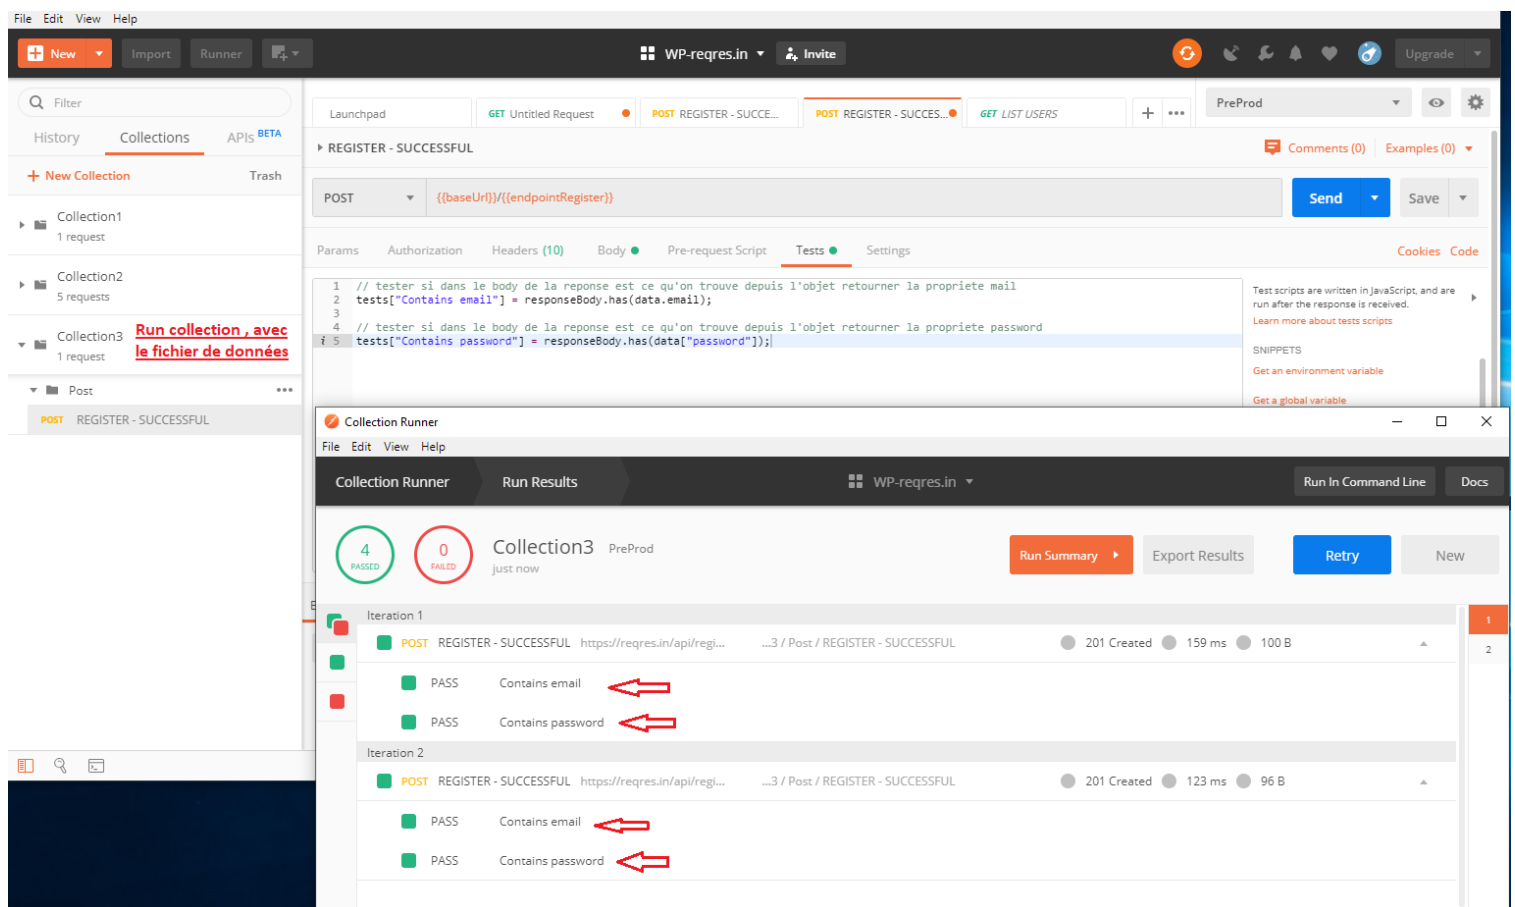 File Edit View Help
New Import Runner WP-reqres.in Invite Upgrade
Filter
History Collections APIs BETA
+ New Collection Trash
Collection1
1 request
Collection2
5 requests
Collection3
1 request
Run collection , avec
le fichier de données
Post
POST REGISTER - SUCCESSFUL
Launchpad GET Untitled Request POST REGISTER - SUCCE... POST REGISTER - SUCCES... GET LIST USERS + ••• PreProd
REGISTER - SUCCESSFUL Comments (0) Examples (0)
POST {{baseUrl}}/{{endpointRegister}} Send Save
Params Authorization Headers (10) Body Pre-request Script Tests Settings Cookies Code
1 // tester si dans le body de la reponse est ce qu'on trouve depuis l'objet retourner la propriete mail
2 tests["Contains email"] = responseBody.has(data.email);
3
4 // tester si dans le body de la reponse est ce qu'on trouve depuis l'objet retourner la propriete password
i 5 tests["Contains password"] = responseBody.has(data["password"]);
Test scripts are written in JavaScript, and are
run after the response is received.
Learn more about tests scripts
SNIPPETS
Get an environment variable
Get a global variable
Collection Runner
File Edit View Help
Collection Runner Run Results WP-reqres.in Run In Command Line Docs
4 PASSED
0 FAILED
Collection3 PreProd
just now
Run Summary Export Results Retry New
Iteration 1
POST REGISTER - SUCCESSFUL https://reqres.in/api/regi... ...3 / Post / REGISTER - SUCCESSFUL 201 Created 159 ms 100 B
PASS Contains email
PASS Contains password
Iteration 2
POST REGISTER - SUCCESSFUL https://reqres.in/api/regi... ...3 / Post / REGISTER - SUCCESSFUL 201 Created 123 ms 96 B
PASS Contains email
PASS Contains password
1
2